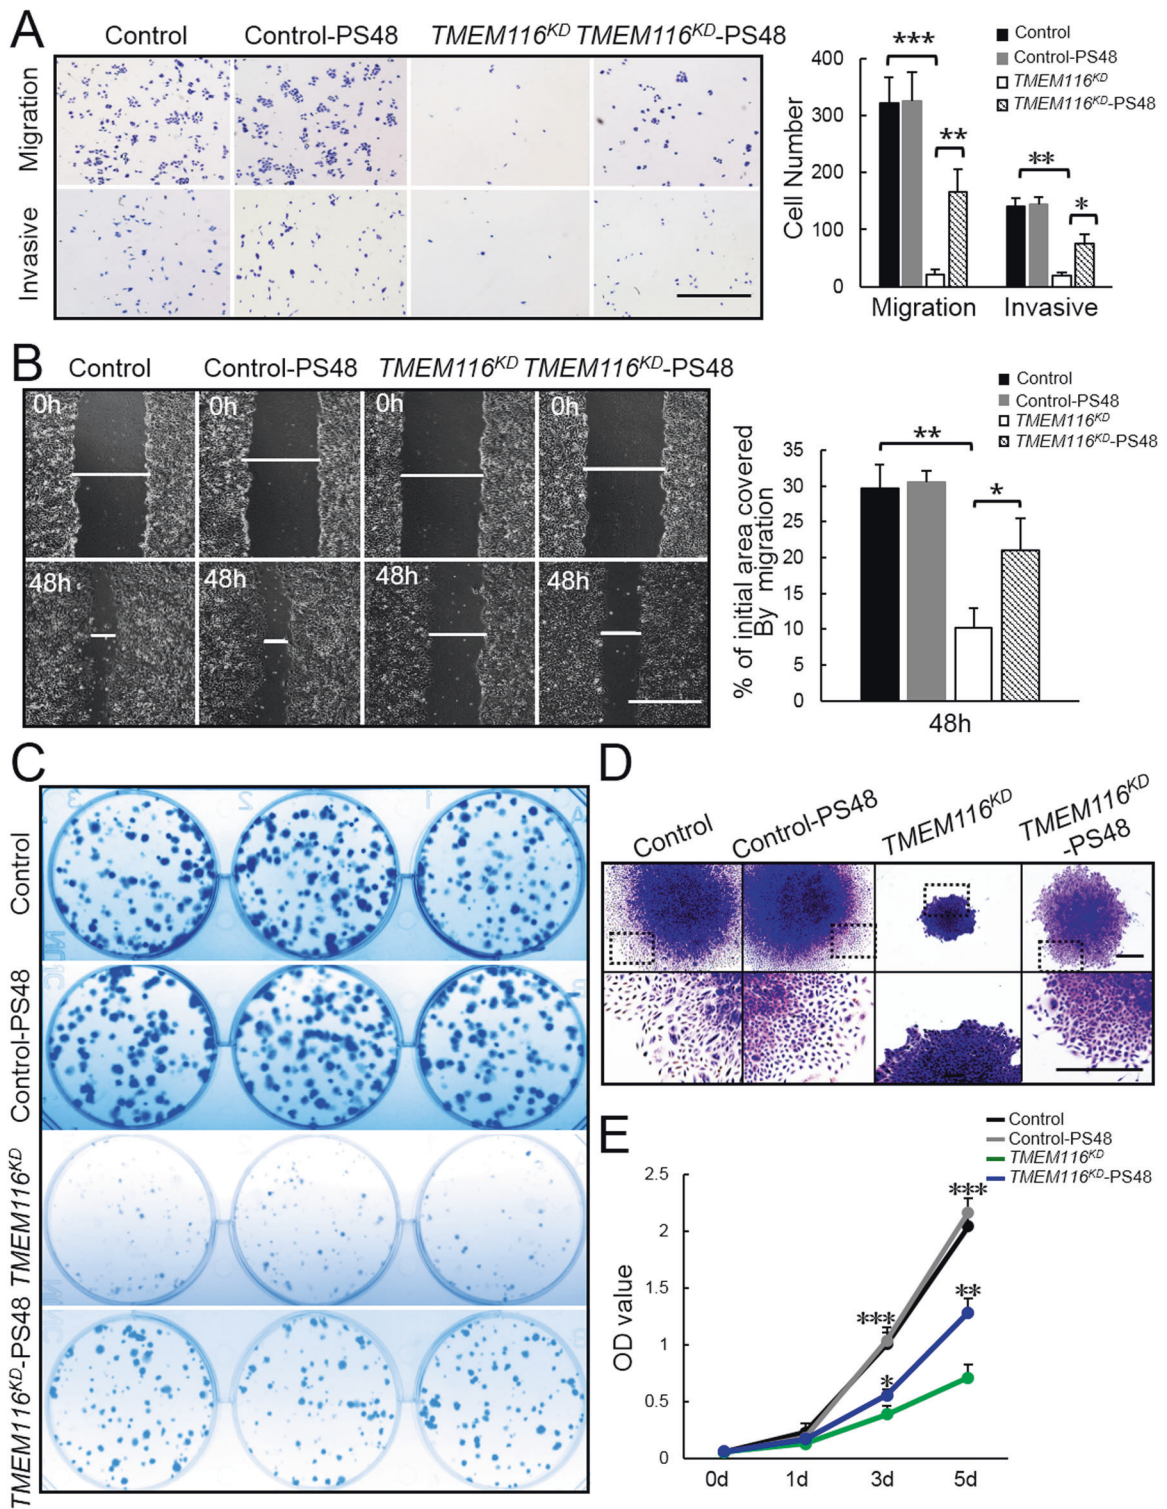 A
Control
Control-PS48
TMEM116KD
TMEM116KD-PS48
Migration
Invasive
Control
Control-PS48
TMEM116KD
TMEM116KD-PS48
Cell Number
400
300
200
100
0
***
**
**
*
Migration
Invasive
B
Control
Control-PS48
TMEM116KD
TMEM116KD-PS48
0h
0h
0h
0h
48h
48h
48h
48h
Control
Control-PS48
TMEM116KD
TMEM116KD-PS48
% of initial area covered
By migration
35
30
25
20
15
10
5
0
**
*
48h
C
Control
Control-PS48
TMEM116KD
TMEM116KD-PS48
3
2
1
D
Control
Control-PS48
TMEM116KD
TMEM116KD
-PS48
E
Control
Control-PS48
TMEM116KD
TMEM116KD-PS48
OD value
2.5
2
1.5
1
0.5
0
***
***
**
*
0d
1d
3d
5d